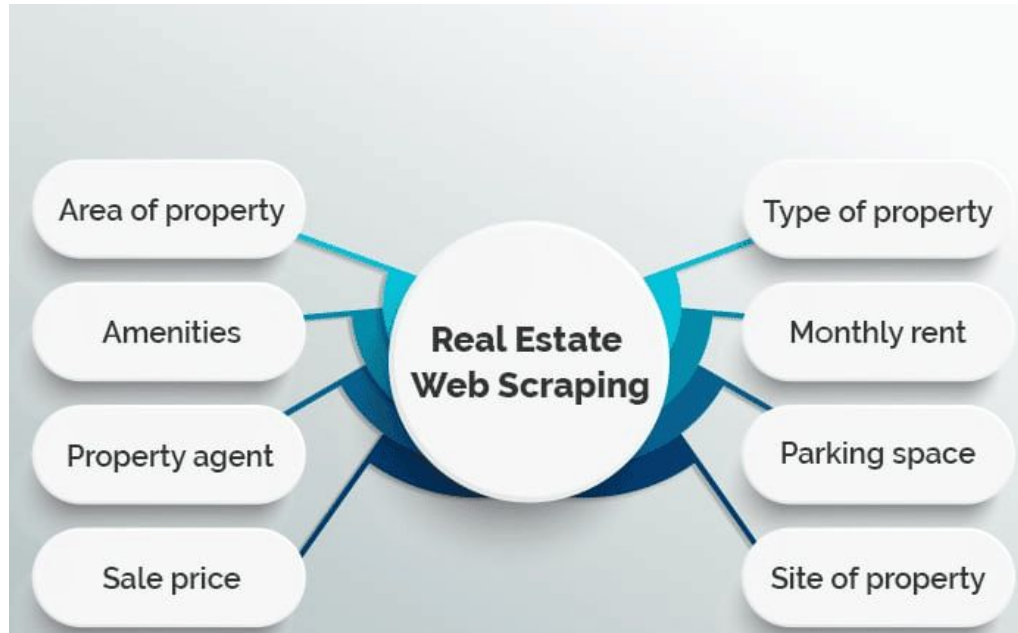 Area of property
Amenities
Property agent
Sale price
Real Estate
Web Scraping
Type of property
Monthly rent
Parking space
Site of property